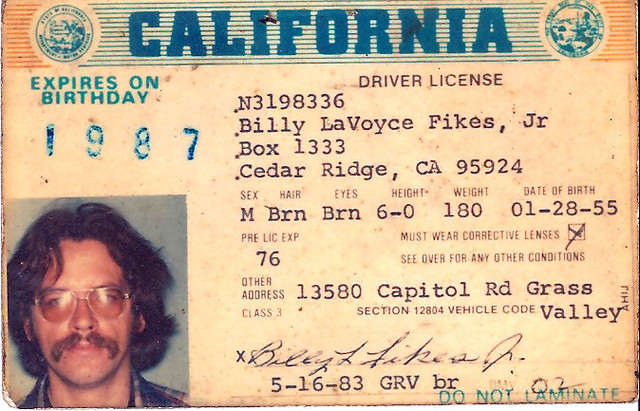 CALIFORNIA
EXPIRES ON
BIRTHDAY
1987
DRIVER LICENSE
N3198336
Billy LaVoyce Fikes, Jr
Box 1333
Cedar Ridge, CA 95924
SEX HAIR EYES HEIGHT WEIGHT DATE OF BIRTH
M Brn Brn 6-0 180 01-28-55
PRE LIC EXP
76
MUST WEAR CORRECTIVE LENSES X
SEE OVER FOR ANY OTHER CONDITIONS
OTHER
ADDRESS 13580 Capitol Rd Grass
CLASS 3 SECTION 12804 VEHICLE CODE Valley
AHIJ
X Billy L Fikes Jr.
5-16-83 GRV br
DO NOT LAMINATE